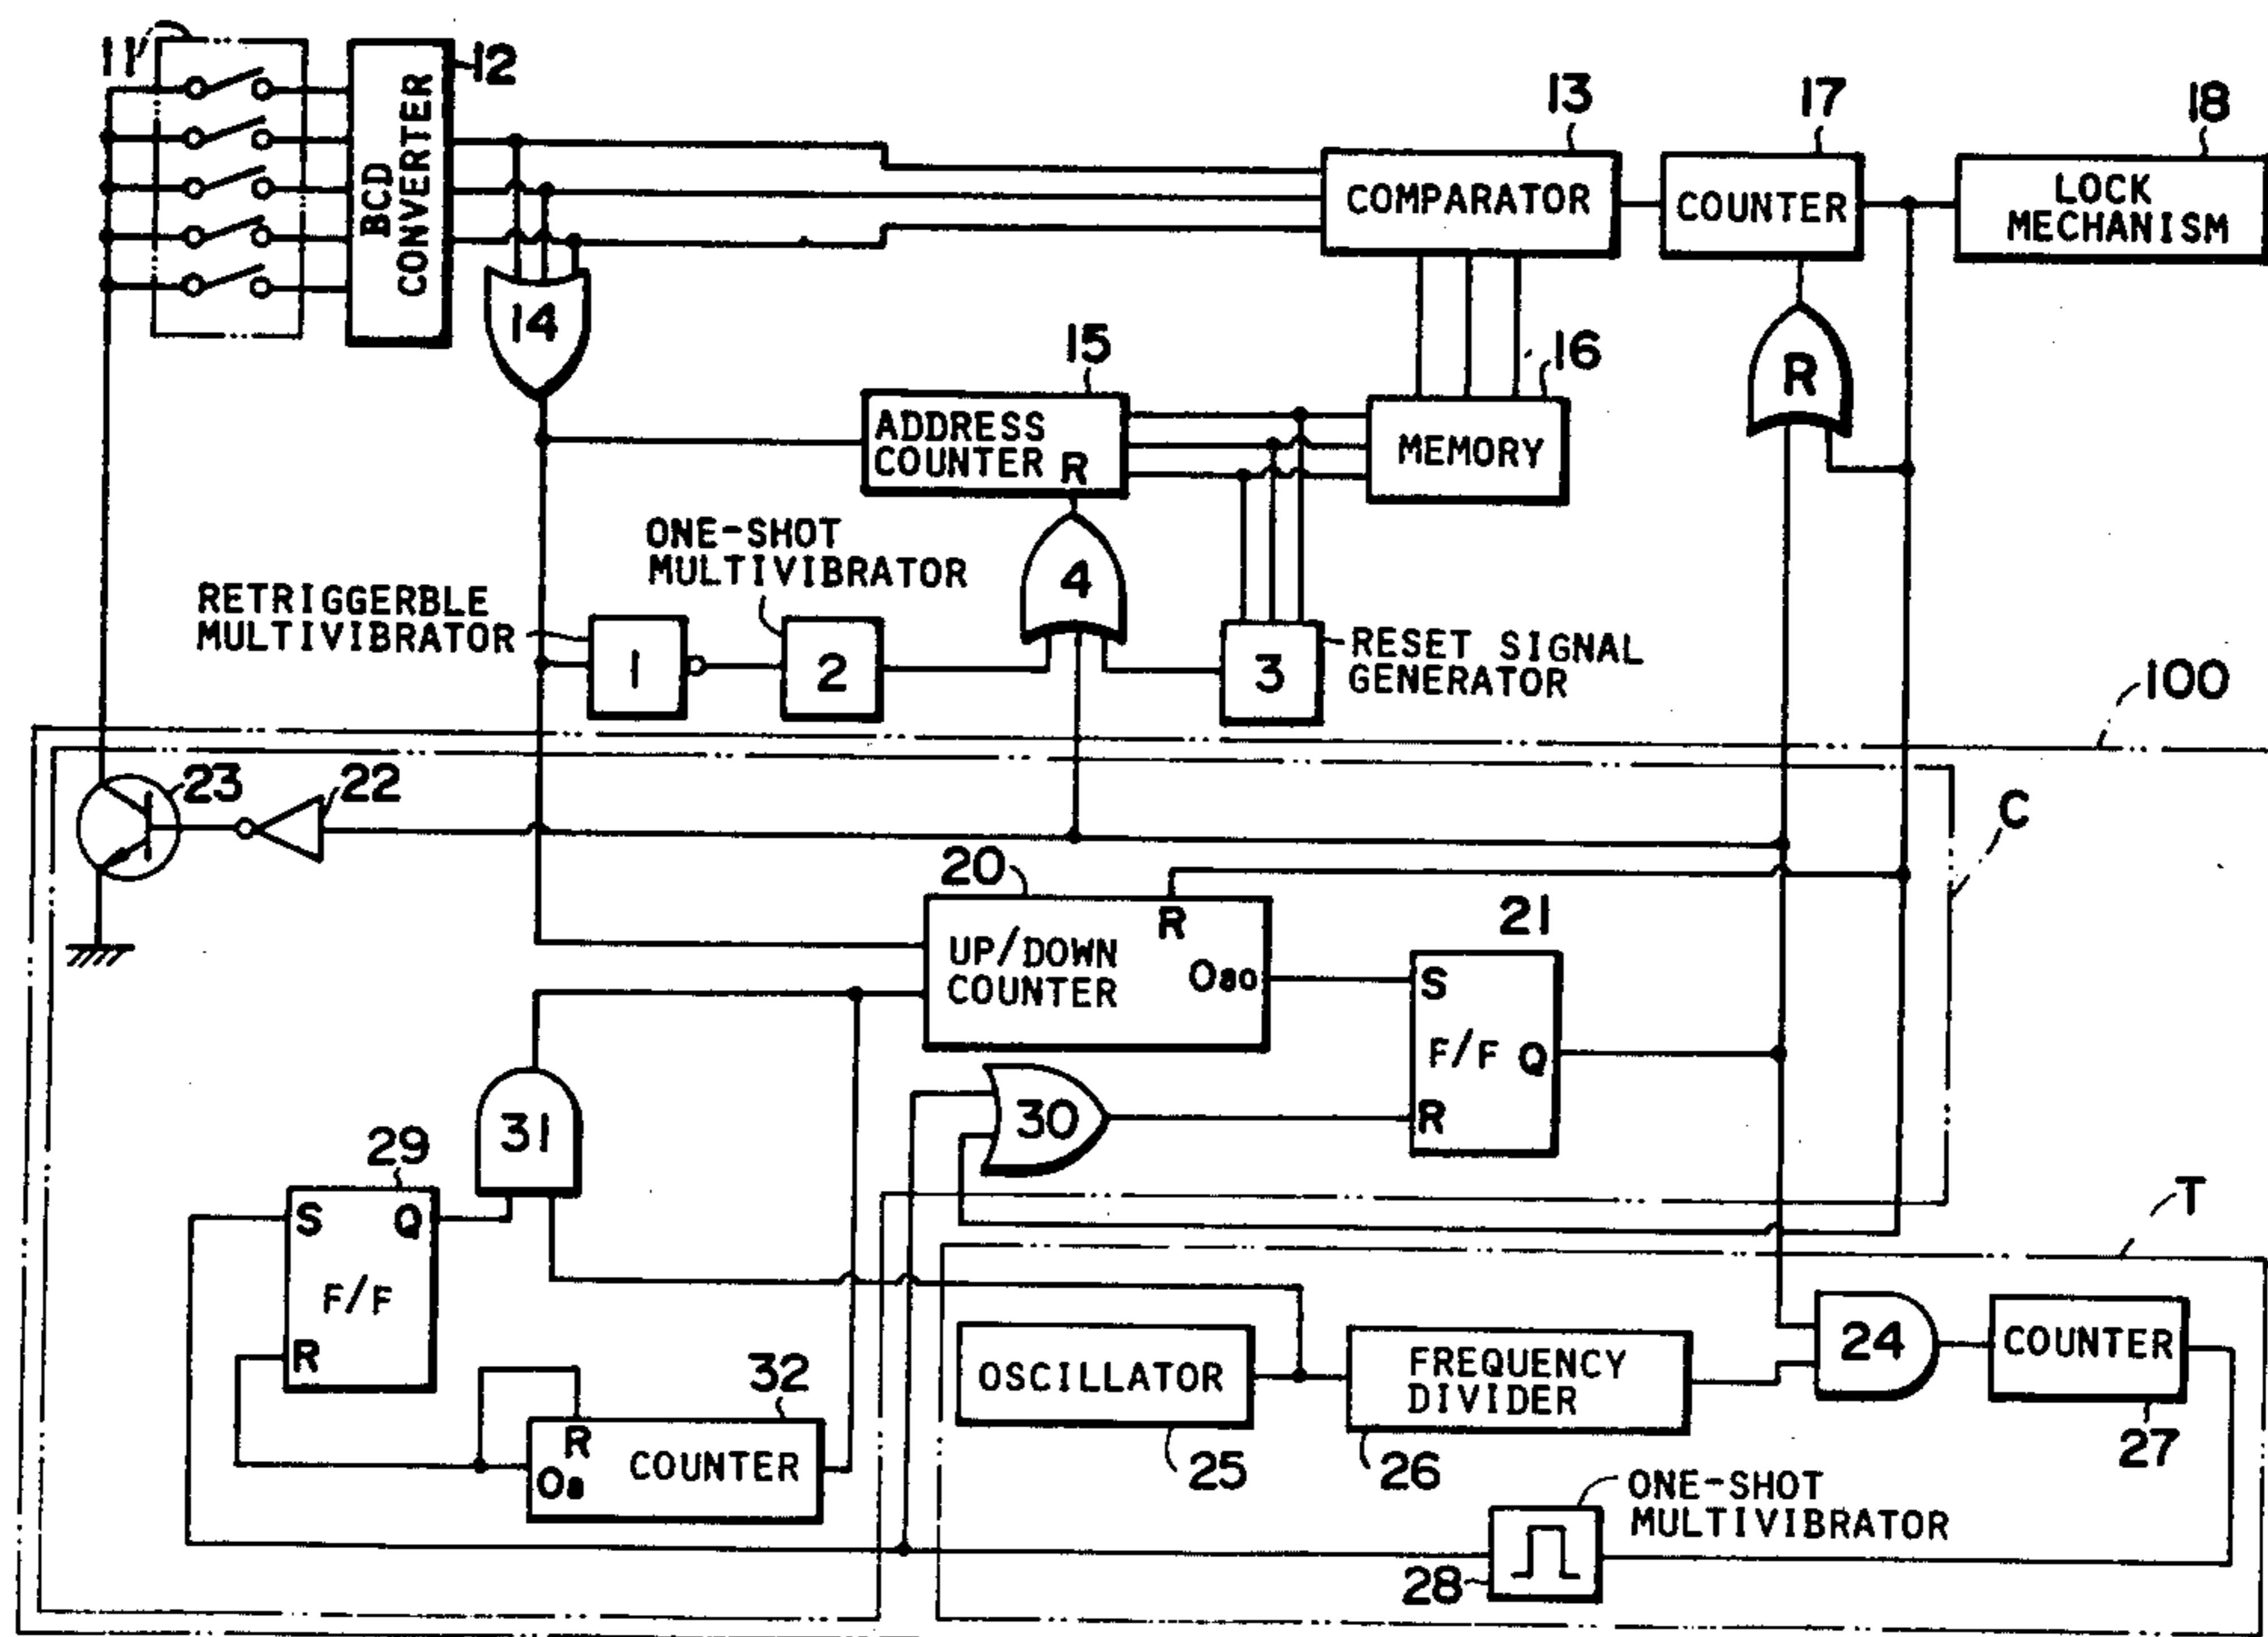 11
12
BCD
CONVERTER
13
COMPARATOR
17
COUNTER
18
LOCK
MECHANISM
14
15
ADDRESS
COUNTER R
16
MEMORY
R
ONE-SHOT
MULTIVIBRATOR
RETRIGGERBLE
MULTIVIBRATOR
1
2
4
3
RESET SIGNAL
GENERATOR
100
23
22
C
20
R
UP/DOWN
COUNTER
21
S
F/F Q
R
30
31
29
S Q
F/F
R
32
R
COUNTER
T
OSCILLATOR
25
FREQUENCY
DIVIDER
26
24
COUNTER
27
ONE-SHOT
MULTIVIBRATOR
28